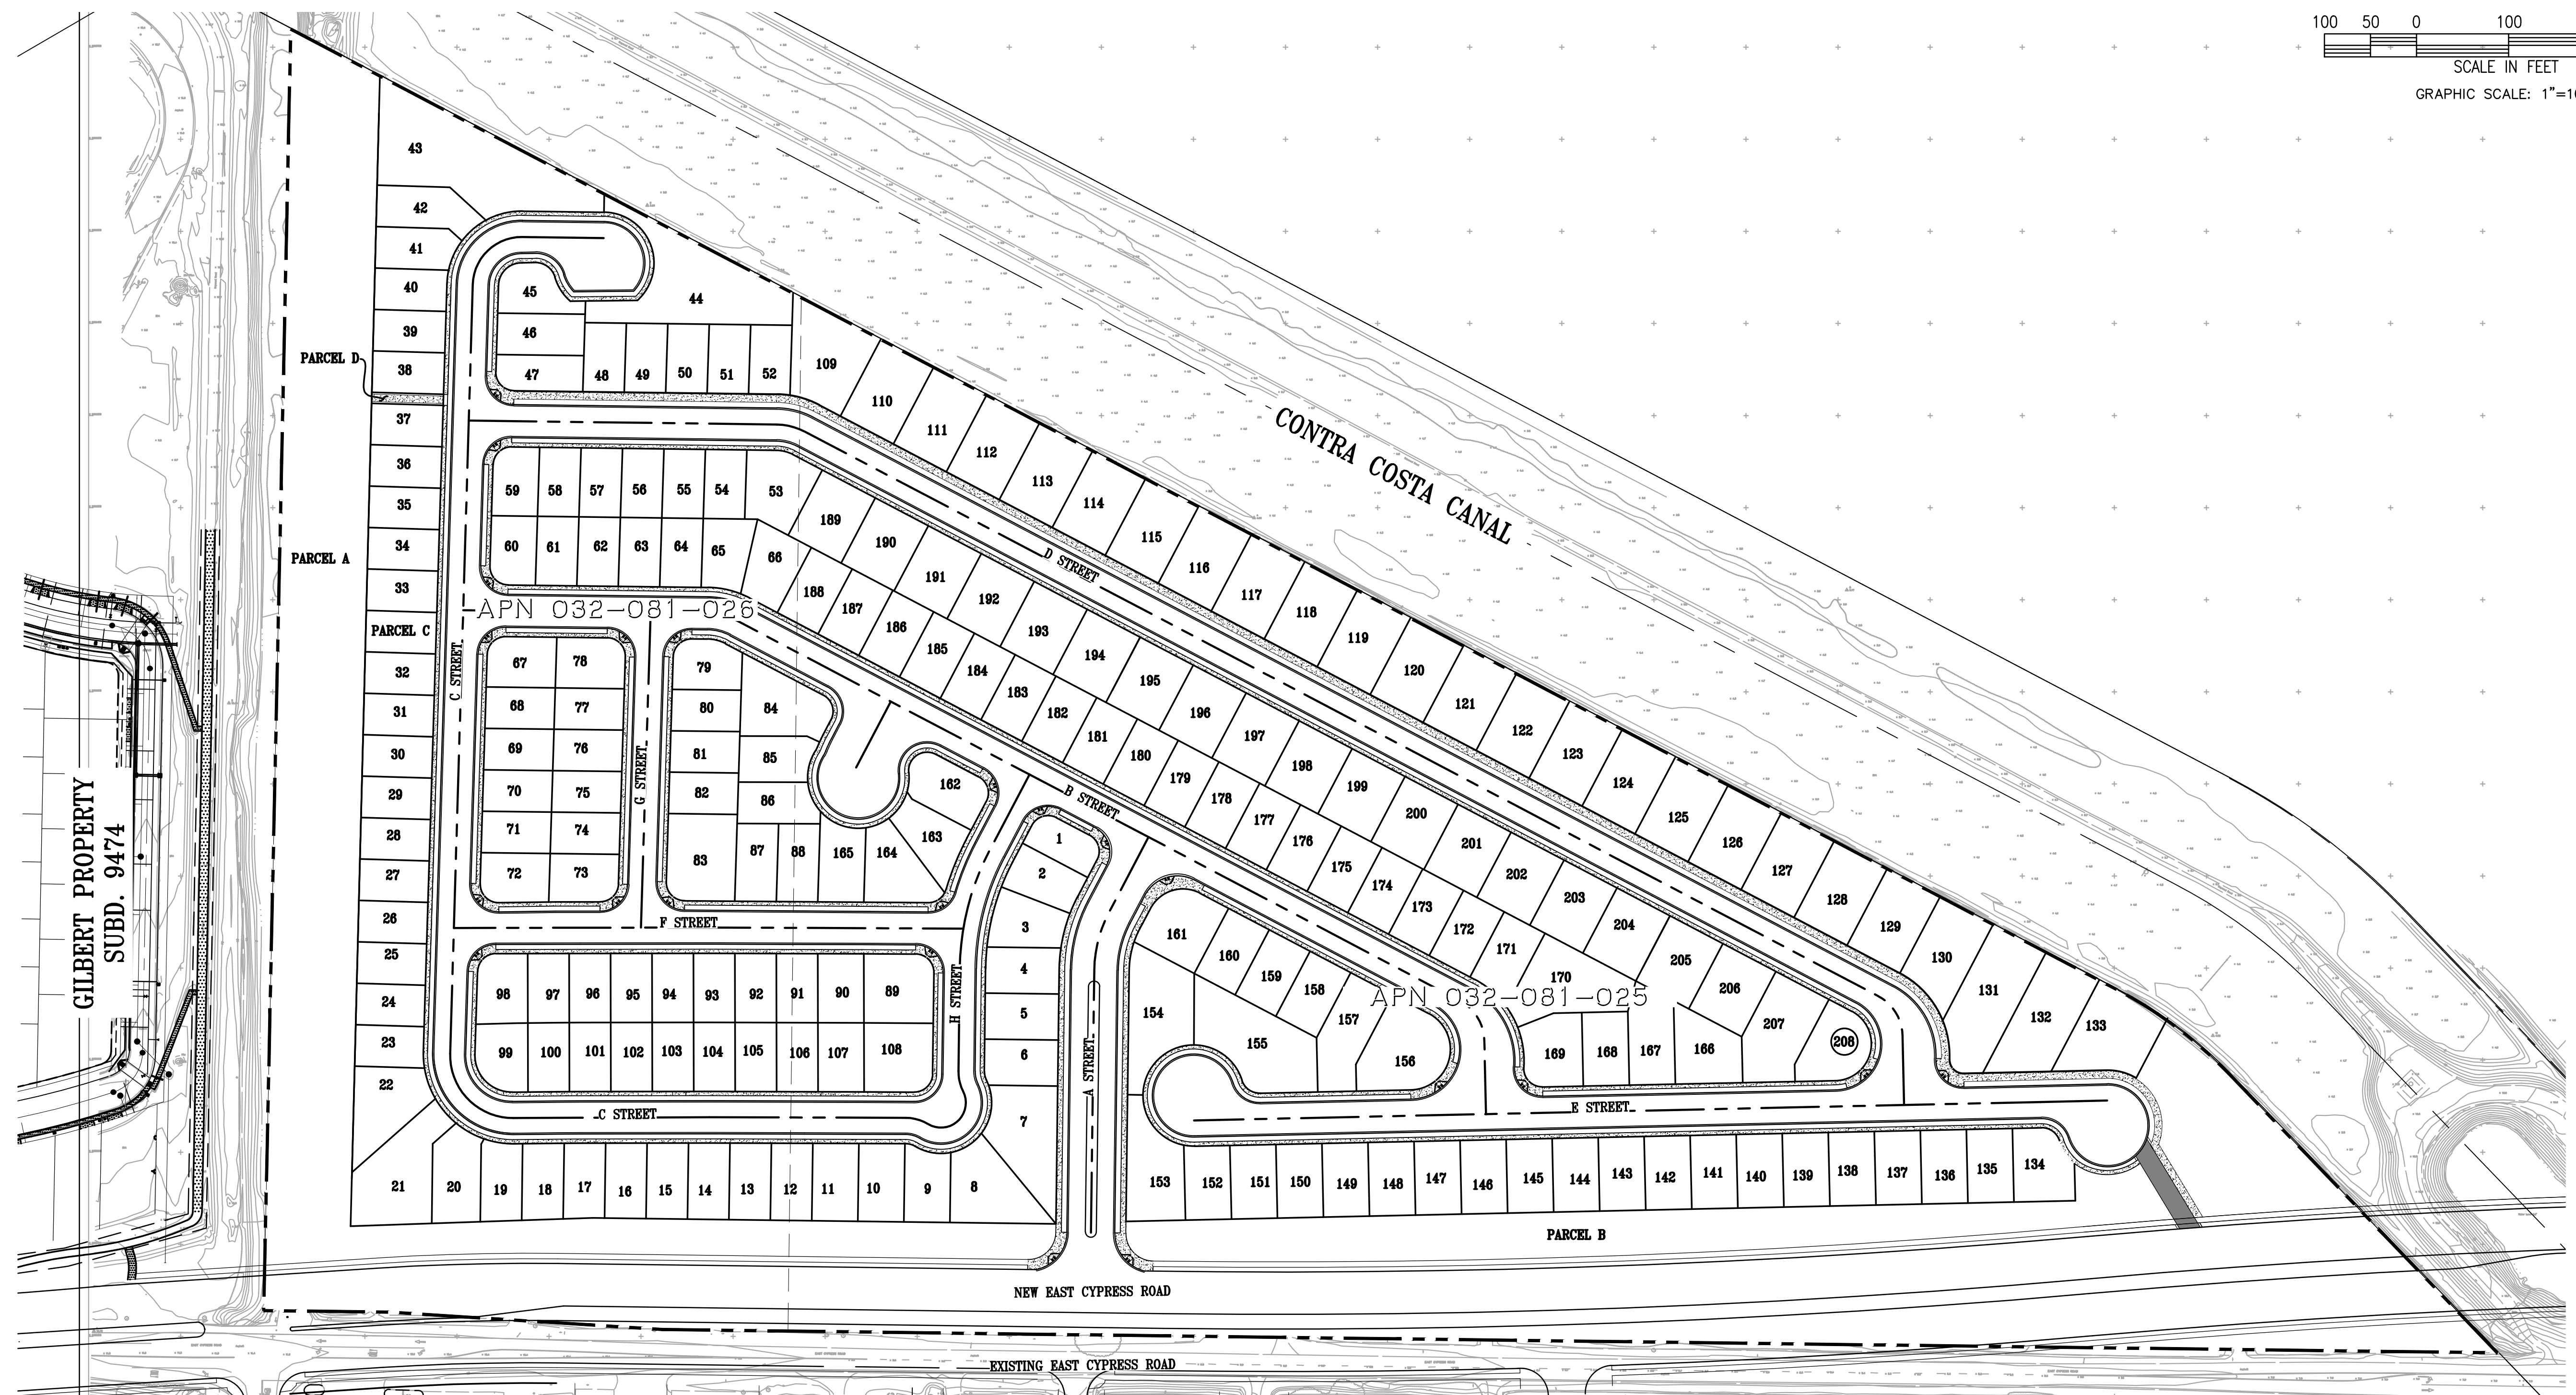 100 50 0 100
SCALE IN FEET
GRAPHIC SCALE: 1"=1
CONTRA COSTA CANAL
GILBERT PROPERTY
SUBD. 9474
PARCEL D
PARCEL A
PARCEL C
PARCEL B
APN 032-081-026
APN 032-081-025
C STREET
D STREET
G STREET
B STREET
F STREET
H STREET
A STREET
C STREET
E STREET
NEW EAST CYPRESS ROAD
EXISTING EAST CYPRESS ROAD
43
42
41
40
39
38
37
36
35
34
33
32
31
30
29
28
27
26
25
24
23
22
21 20 19 18 17 16 15 14 13 12 11 10 9 8
7
6
5
4
3
2
1
44
45
46
47 48 49 50 51 52
59 58 57 56 55 54 53
60 61 62 63 64 65 66
67 78
68 77
69 76
70 75
71 74
72 73
79
80 84
81 85
82 86
83 87 88 165 164 163 162
98 97 96 95 94 93 92 91 90 89
99 100 101 102 103 104 105 106 107 108
109 110 111 112 113 114 115 116 117 118 119 120 121 122 123 124 125 126 127 128 129 130 131 132 133
189 190 191 192 193 194 195 196 197 198 199 200 201 202 203 204 205 206 207 208
188 187 186 185 184 183 182 181 180 179 178 177 176 175 174 173 172 171 170
169 168 167 166
161 160 159 158 157 156
154 155
153 152 151 150 149 148 147 146 145 144 143 142 141 140 139 138 137 136 135 134